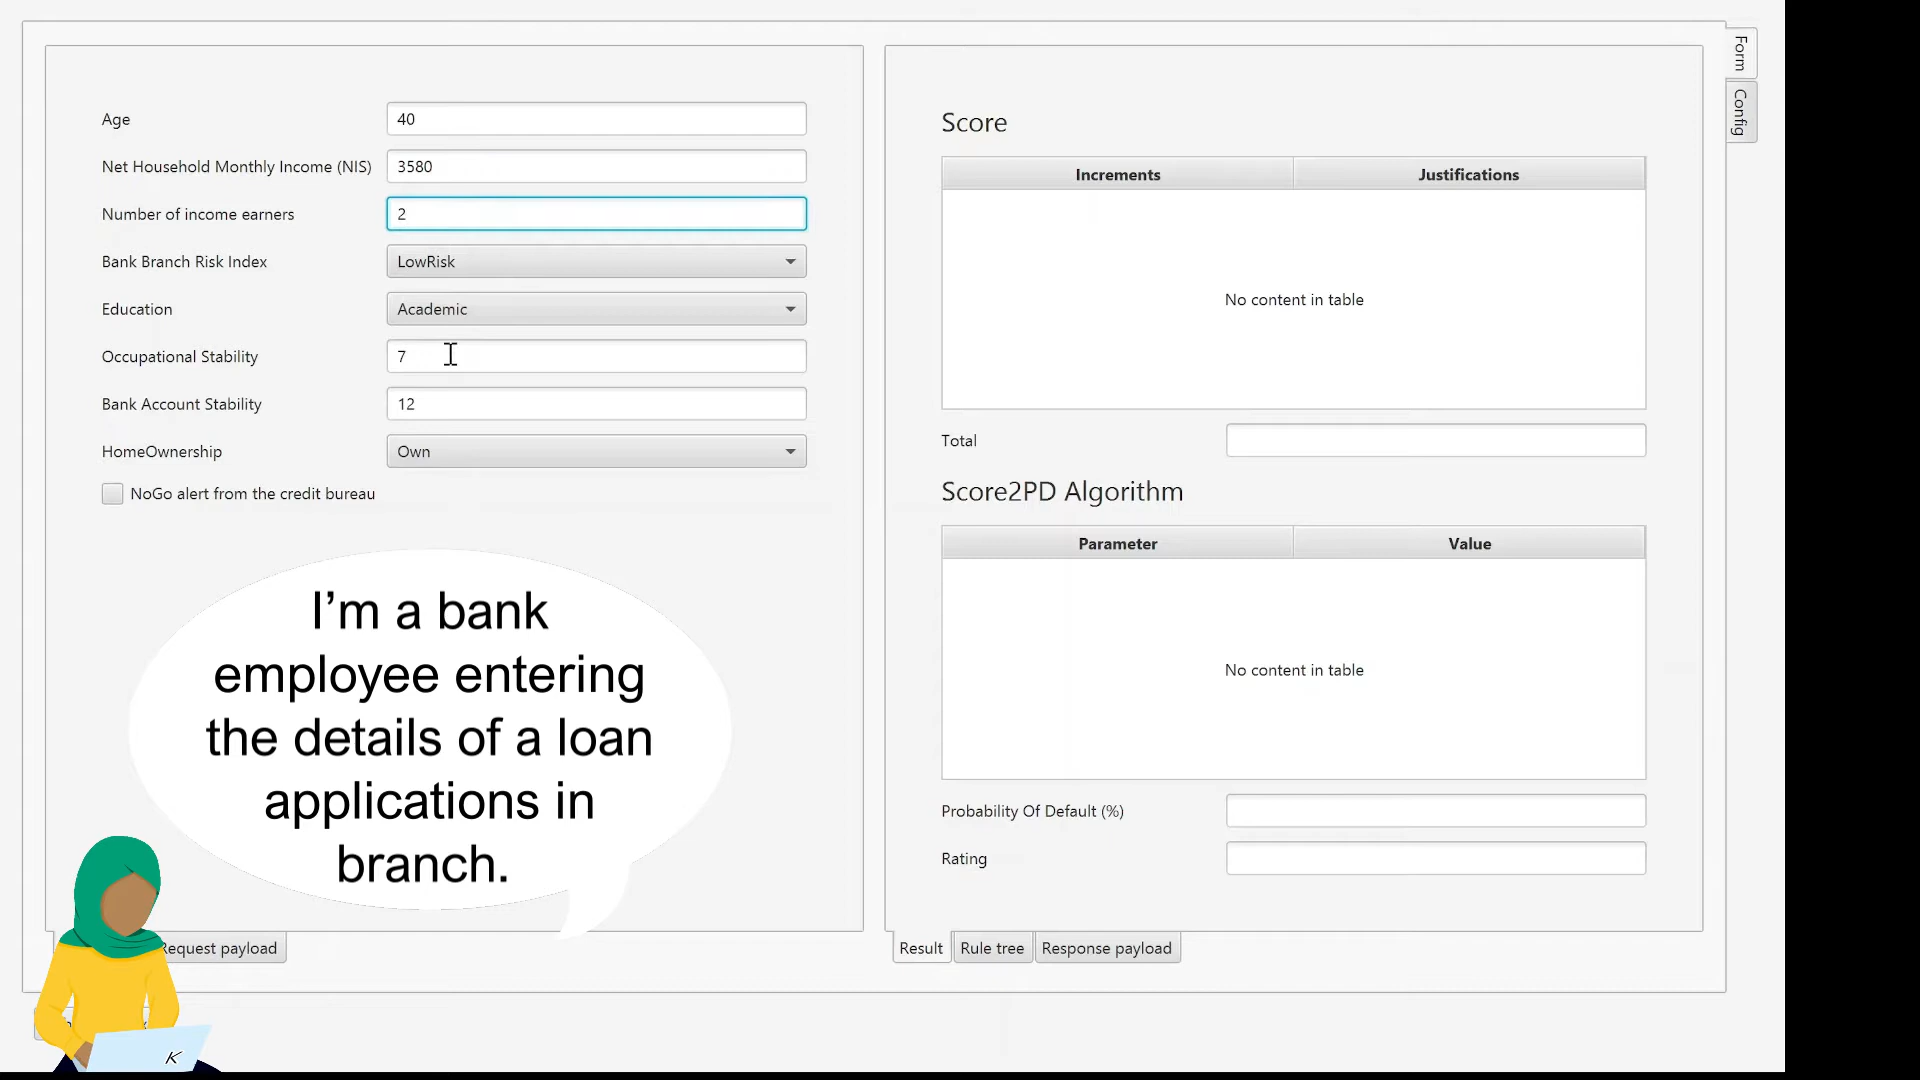 Form
Config
Age
40
Net Household Monthly Income (NIS)
3580
Number of income earners
2
Bank Branch Risk Index
LowRisk
Education
Academic
Occupational Stability
7
Bank Account Stability
12
HomeOwnership
Own
NoGo alert from the credit bureau
I’m a bank
employee entering
the details of a loan
applications in
branch.
Request payload
K
Score
Increments
Justifications
No content in table
Total
Score2PD Algorithm
Parameter
Value
No content in table
Probability Of Default (%)
Rating
Result
Rule tree
Response payload